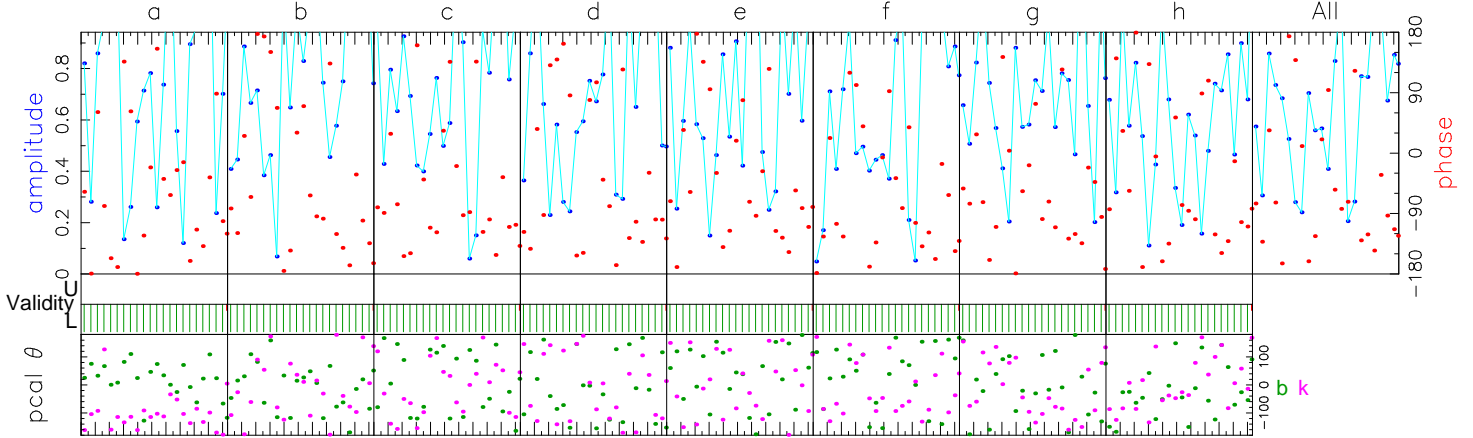 a b c d e f g h All
amplitude
0 0.2 0.4 0.6 0.8
180 90 0 −90 −180
phase
Validity
U
L
pcal θ
100 0 −100
b k